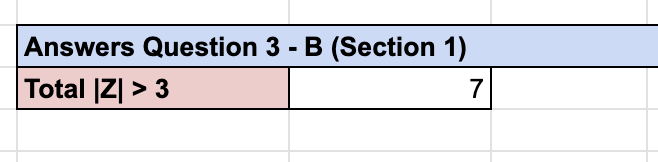 Answers Question 3 - B (Section 1)
Total |Z| > 3 7